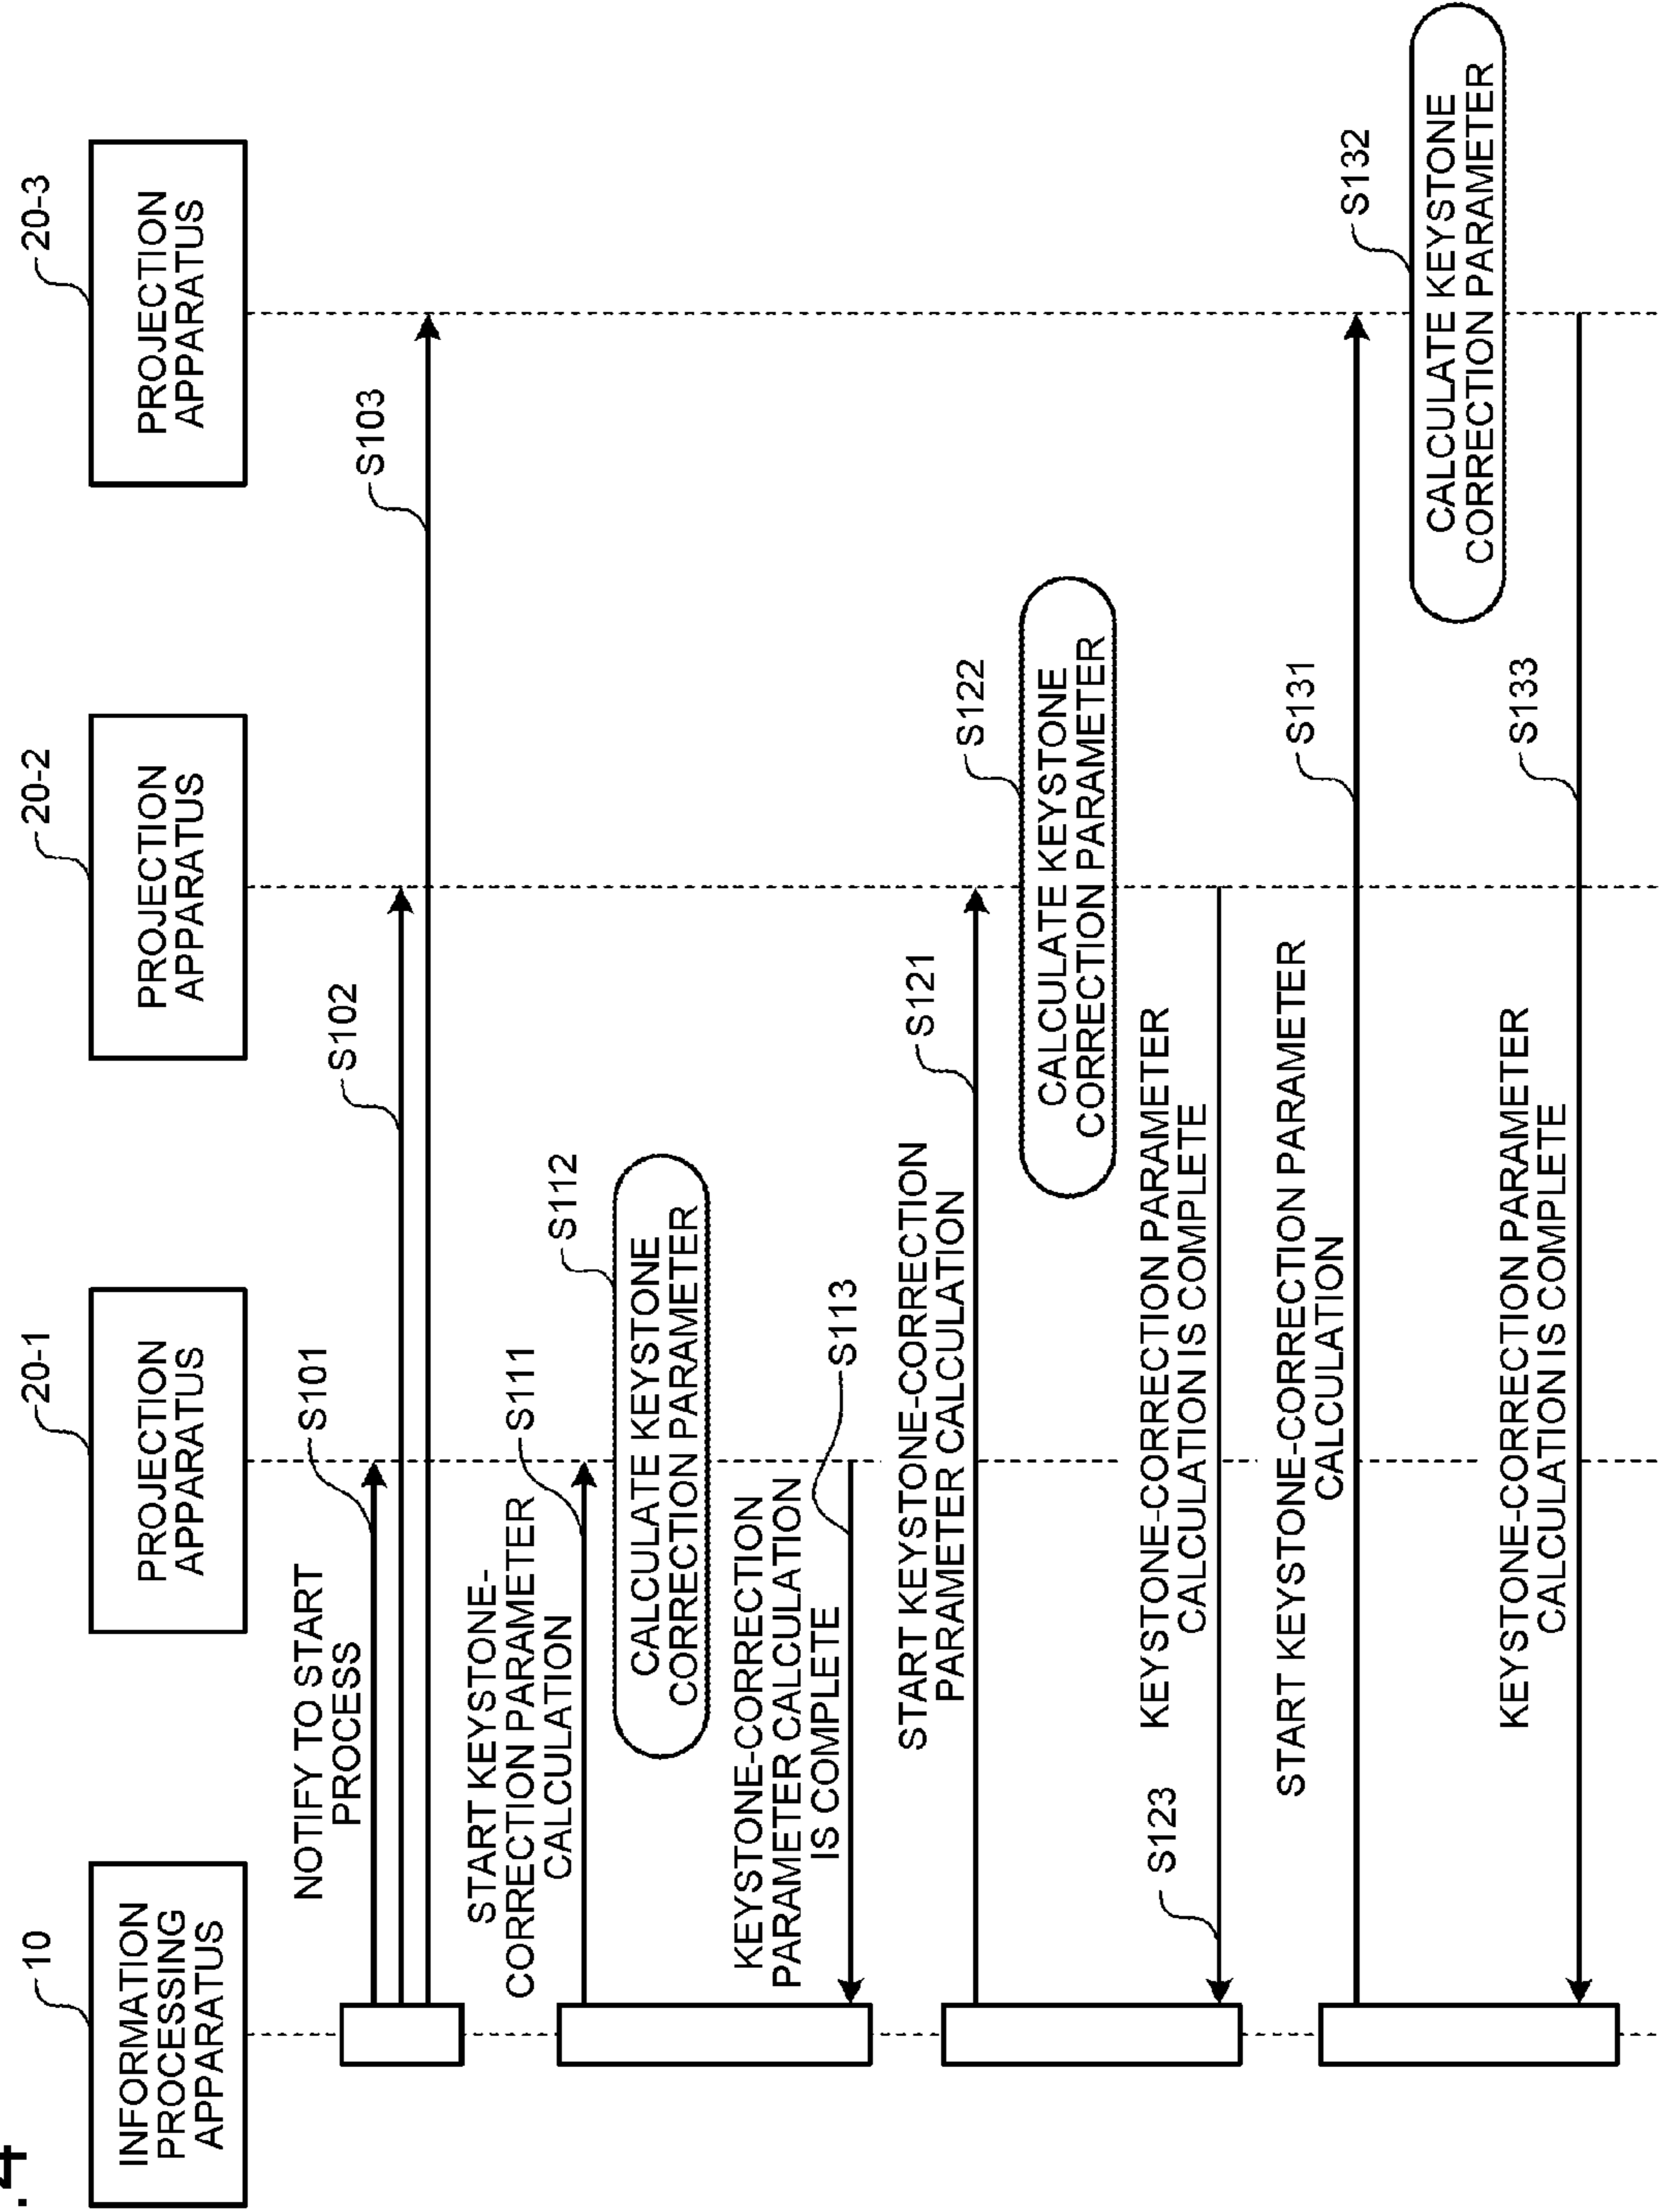 .4
10
INFORMATION
PROCESSING
APPARATUS
20-1
PROJECTION
APPARATUS
20-2
PROJECTION
APPARATUS
20-3
PROJECTION
APPARATUS
NOTIFY TO START
PROCESS
S101
S102
S103
START KEYSTONE-
CORRECTION PARAMETER
CALCULATION
S111
S112
CALCULATE KEYSTONE
CORRECTION PARAMETER
KEYSTONE-CORRECTION
PARAMETER CALCULATION
IS COMPLETE
S113
START KEYSTONE-CORRECTION
PARAMETER CALCULATION
S121
S122
CALCULATE KEYSTONE
CORRECTION PARAMETER
S123
KEYSTONE-CORRECTION PARAMETER
CALCULATION IS COMPLETE
START KEYSTONE-CORRECTION PARAMETER
CALCULATION
S131
S132
CALCULATE KEYSTONE
CORRECTION PARAMETER
KEYSTONE-CORRECTION PARAMETER
CALCULATION IS COMPLETE
S133